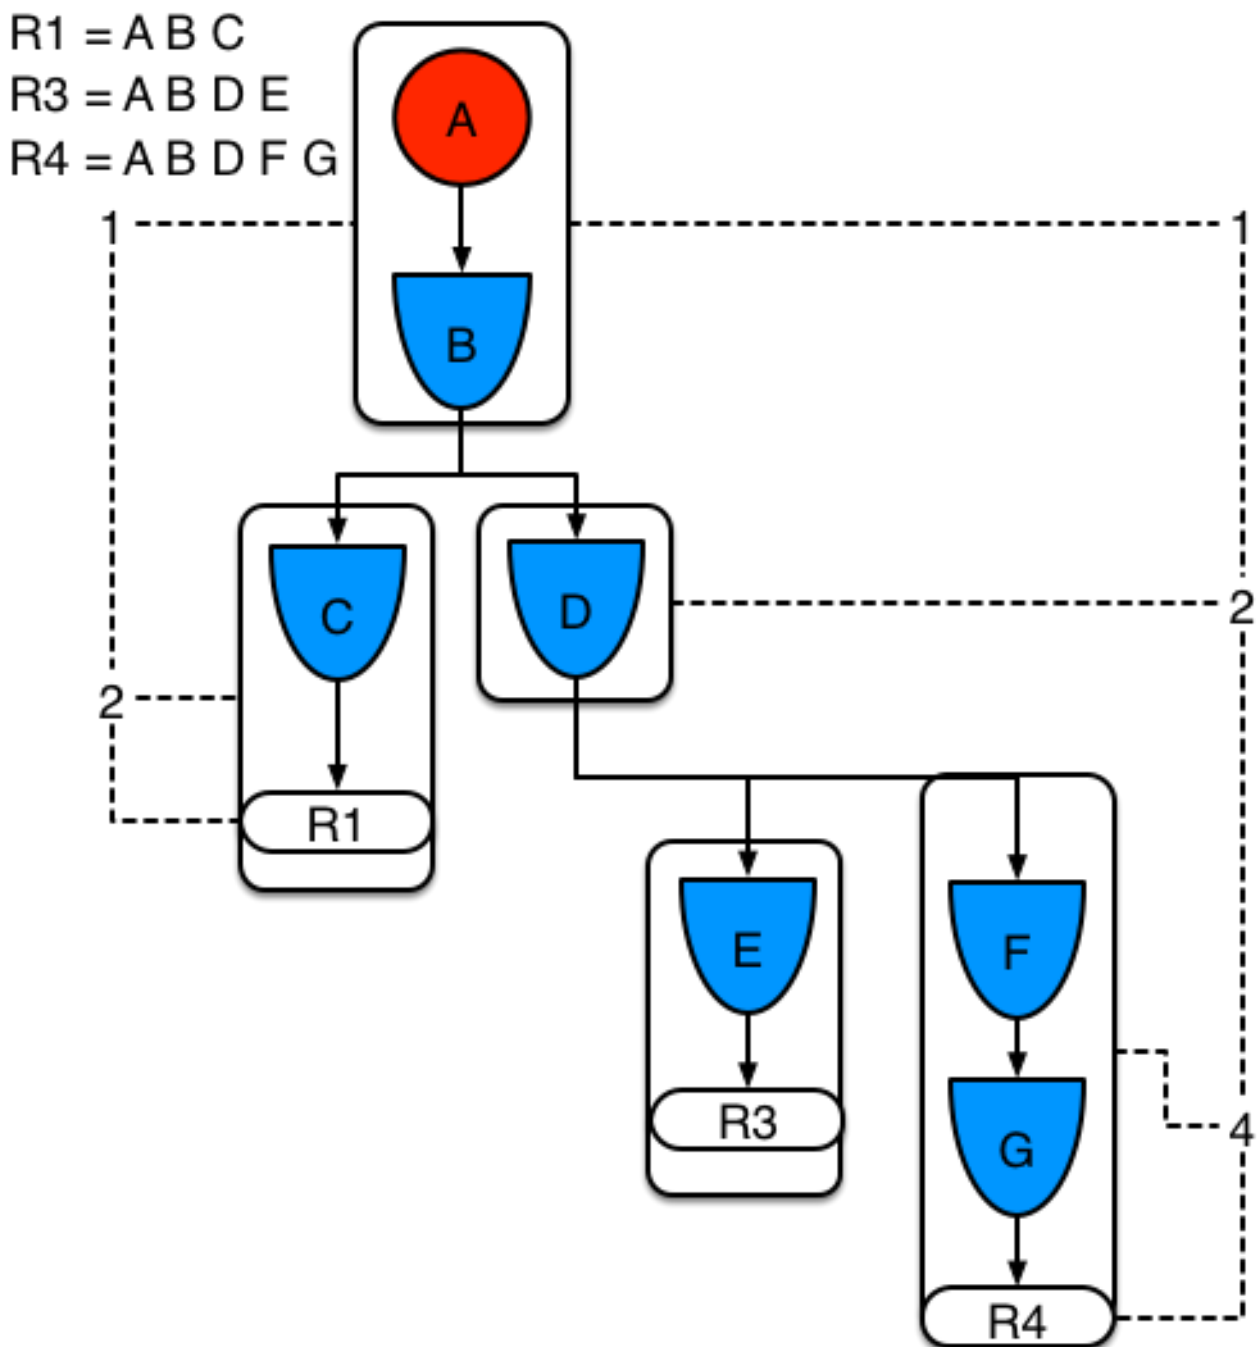 R1 = A B C
R3 = A B D E
R4 = A B D F G
A
1
1
B
C
D
2
2
R1
E
F
R3
G
4
R4